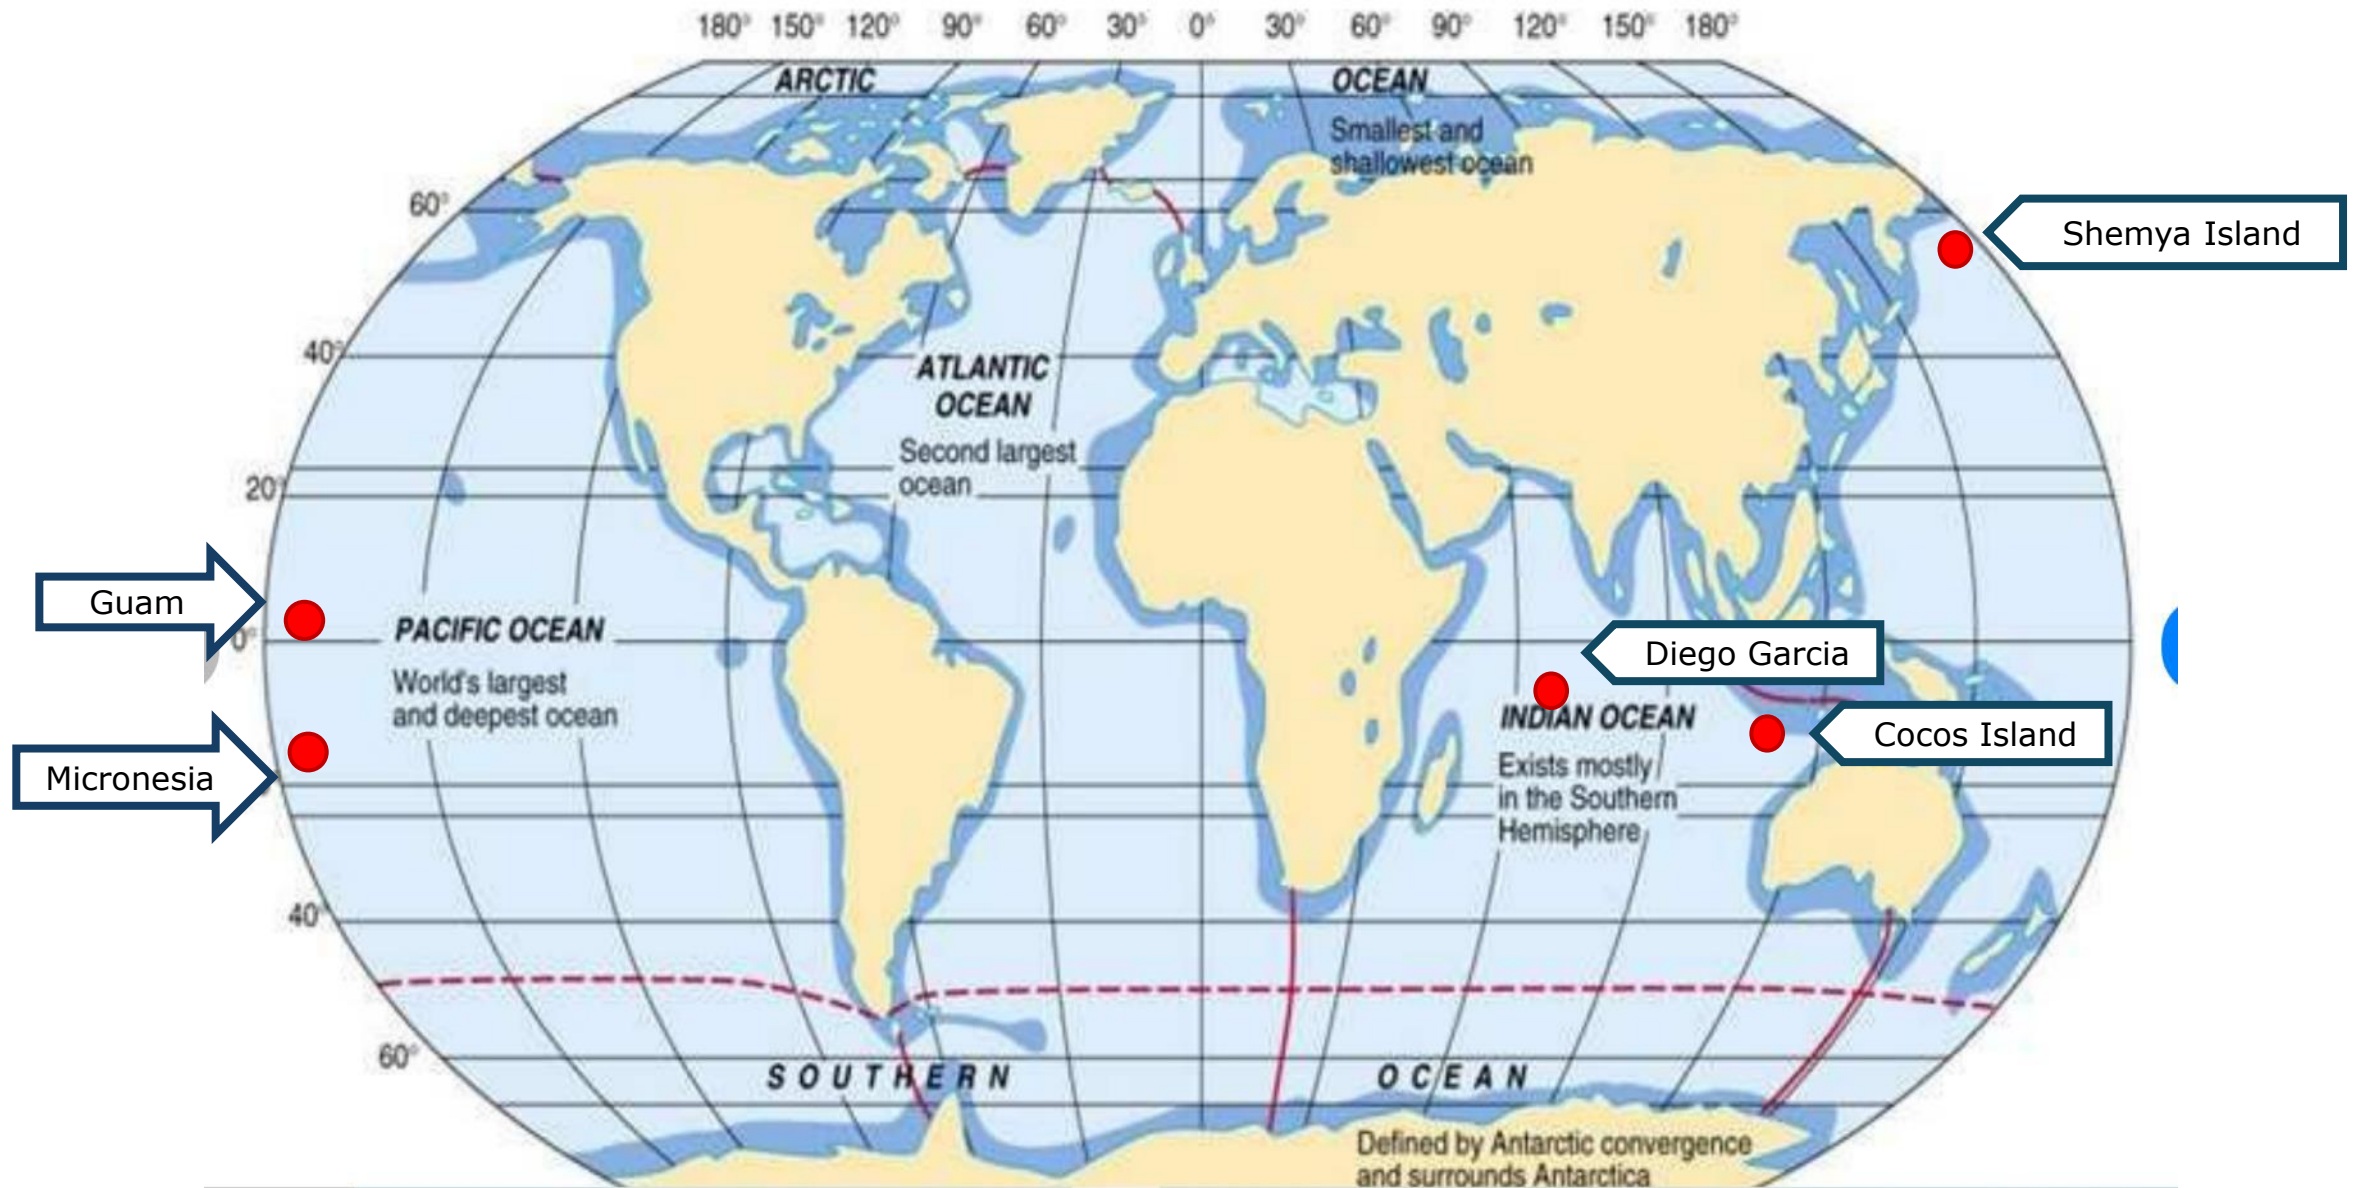 180° 150° 120° 90° 60° 30° 0° 30° 60° 90° 120° 150° 180°
ARCTIC OCEAN
Smallest and
shallowest ocean
60°
Shemya Island
40°
ATLANTIC
OCEAN
Second largest
ocean
20°
Guam
PACIFIC OCEAN
0°
World's largest
and deepest ocean
Diego Garcia
INDIAN OCEAN
Cocos Island
Exists mostly
in the Southern
Hemisphere
Micronesia
40°
60°
SOUTHERN OCEAN
Defined by Antarctic convergence
and surrounds Antarctica